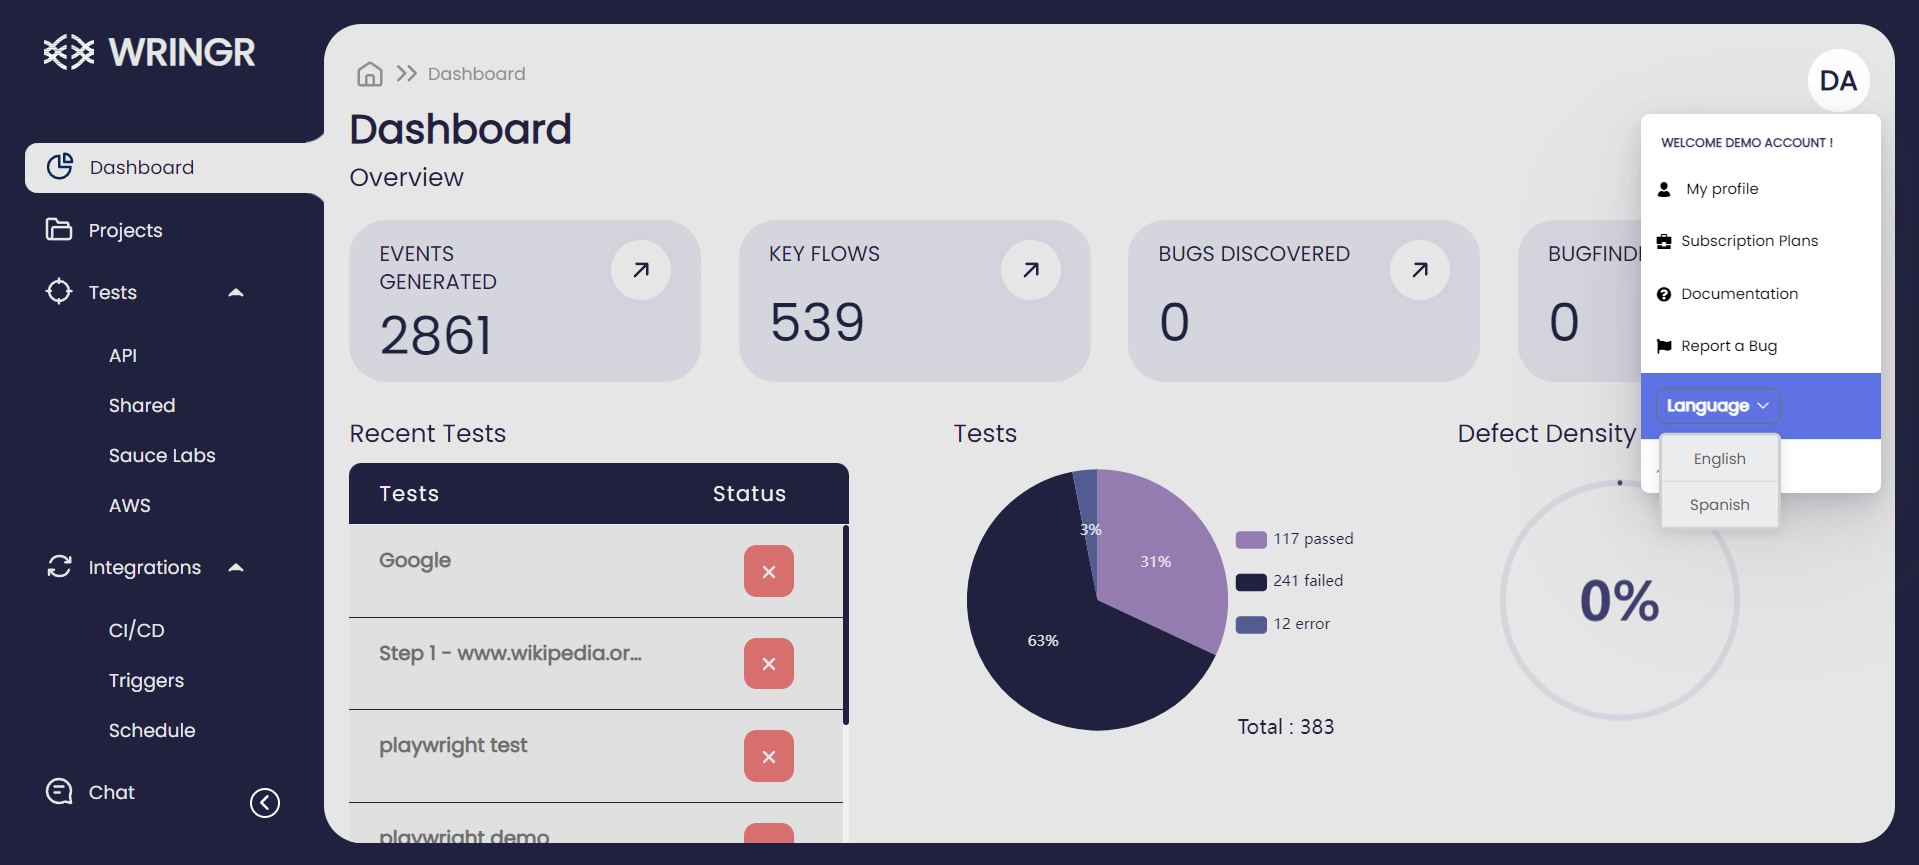 WRINGR
Dashboard
Projects
Tests
API
Shared
Sauce Labs
AWS
Integrations
CI/CD
Triggers
Schedule
Chat
Dashboard
Dashboard
Overview
EVENTS
GENERATED
2861
KEY FLOWS
539
BUGS DISCOVERED
0
BUGFINDI
0
Recent Tests
Tests Status
Google
Step 1 - www.wikipedia.or...
playwright test
playwright demo
Tests
3%
31%
63%
117 passed
241 failed
12 error
Total : 383
Defect Density
0%
DA
WELCOME DEMO ACCOUNT !
My profile
Subscription Plans
Documentation
Report a Bug
Language
English
Spanish